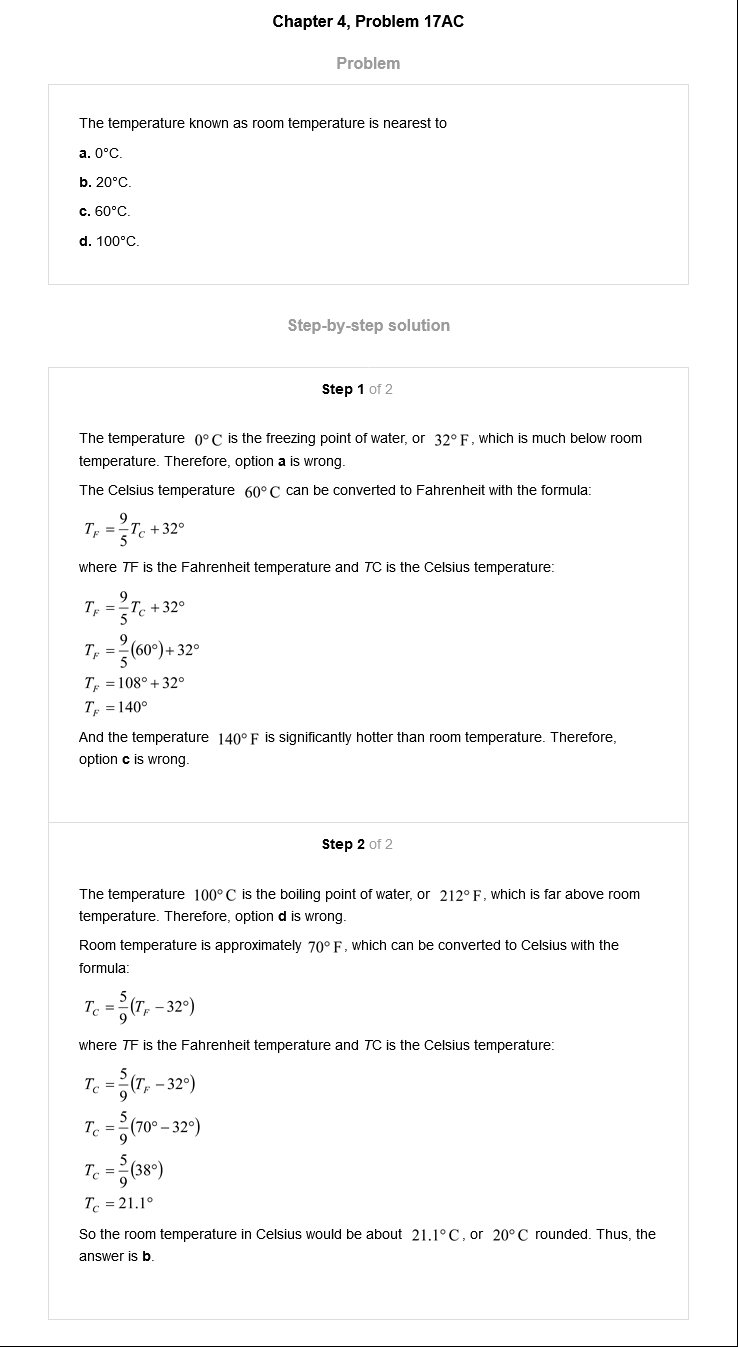 Chapter 4, Problem 17AC
Problem
The temperature known as room temperature is nearest to
a. 0°C.
b. 20°C.
c. 60°C.
d. 100°C.
Step-by-step solution
Step 1 of 2
The temperature 0° C is the freezing point of water, or 32° F, which is much below room
temperature. Therefore, option a is wrong.
The Celsius temperature 60° C can be converted to Fahrenheit with the formula:
T_F = 9/5 T_C + 32°
where TF is the Fahrenheit temperature and TC is the Celsius temperature:
T_F = 9/5 T_C + 32°
T_F = 9/5 (60°) + 32°
T_F = 108° + 32°
T_F = 140°
And the temperature 140° F is significantly hotter than room temperature. Therefore,
option c is wrong.
Step 2 of 2
The temperature 100° C is the boiling point of water, or 212° F, which is far above room
temperature. Therefore, option d is wrong.
Room temperature is approximately 70° F, which can be converted to Celsius with the
formula:
T_C = 5/9 (T_F − 32°)
where TF is the Fahrenheit temperature and TC is the Celsius temperature:
T_C = 5/9 (T_F − 32°)
T_C = 5/9 (70° − 32°)
T_C = 5/9 (38°)
T_C = 21.1°
So the room temperature in Celsius would be about 21.1° C, or 20° C rounded. Thus, the
answer is b.